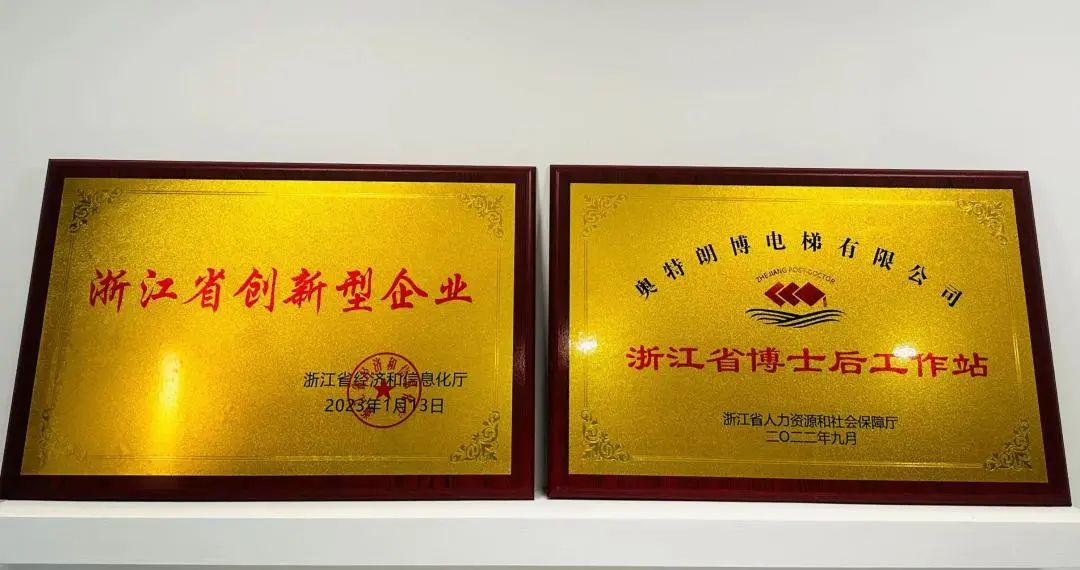 浙江省创新型企业
浙江省经济和信息化厅
2023年1月13日
奥特朗博电梯有限公司
ZHEJIANG POST-DOCTOR
浙江省博士后工作站
浙江省人力资源和社会保障厅
二〇二二年九月